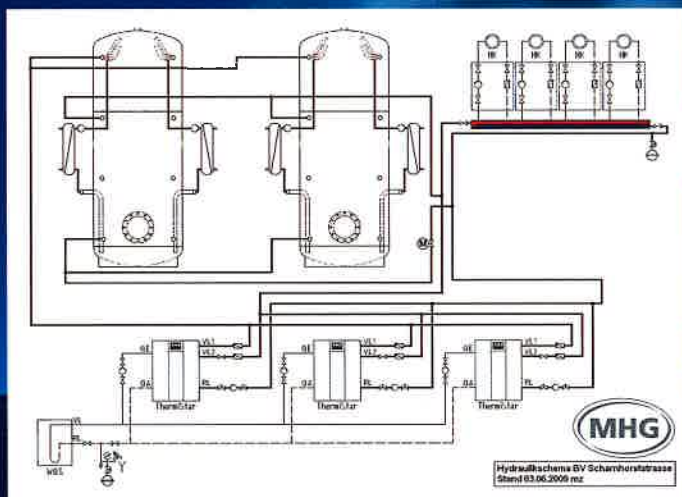 HK HK HK HK
M
VL1 VL1 VL1
GE VL2 GE VL2 GE VL2
GA RL GA RL GA RL
ThermiStar ThermiStar ThermiStar
VL
RL
WQS
MHG
Hydraulikschema BV Scharnhorststrasse
Stand 03.06.2009 mz